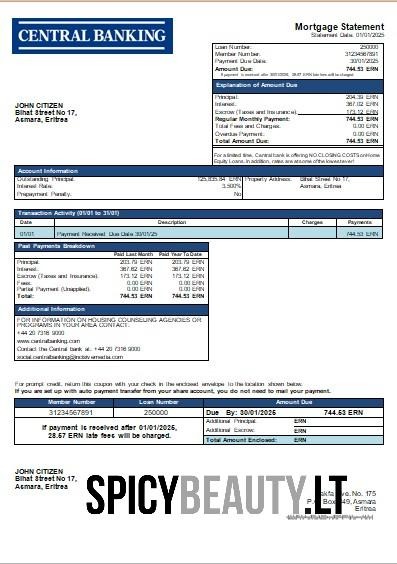 CENTRAL BANKING
Mortgage Statement
Statement Date: 01/01/2025
Loan Number: 250000
Member Number: 31234567891
Payment Due Date: 30/01/2025
Amount Due: 744.53 ERN
If payment is received after 30/1/2025, 28.57 ERN late fee will be charged.
JOHN CITIZEN
Bihat Street No 17,
Asmara, Eritrea
Explanation of Amount Due
Principal: 204.39 ERN
Interest: 367.02 ERN
Escrow (Taxes and Insurance): 173.12 ERN
Regular Monthly Payment: 744.53 ERN
Total Fees and Charges: 0.00 ERN
Overdue Payment: 0.00 ERN
Total Amount Due: 744.53 ERN
For a limited time, Central bank is offering NO CLOSING COSTS on Home
Equity Loans. In addition, rates are at some of the lowest ever!
Account Information
Outstanding Principal: 125,835.84 ERN Property Address: Bihat Street No 17,
Interest Rate: 3.500% Asmara, Eritrea
Prepayment Penalty: No
Transaction Activity (01/01 to 31/01)
Date Description Charges Payments
01/01 Payment Received Due Date 30/01/25 744.53 ERN
Past Payments Breakdown
Paid Last Month Paid Year To Date
Principal: 203.79 ERN 203.79 ERN
Interest: 367.62 ERN 367.62 ERN
Escrow (Taxes and Insurance): 173.12 ERN 173.12 ERN
Fees: 0.00 ERN 0.00 ERN
Partial Payment (Unapplied): 0.00 ERN 0.00 ERN
Total: 744.53 ERN 744.53 ERN
Additional Information
FOR INFORMATION ON HOUSING COUNSELING AGENCIES OR
PROGRAMS IN YOUR AREA CONTACT:
+44 20 7316 9000
www.centralbanking.com
Contact the Central bank at: +44 20 7316 9000
social.centralbanking@incisivemedia.com
For prompt credit, return this coupon with your check in the enclosed envelope to the location shown below.
If you are set up with auto payment transfer from your share account, you do not need to mail your payment.
Member Number Loan Number Amount Due
31234567891 250000 Due By: 30/01/2025 744.53 ERN
If payment is received after 01/01/2025,
28.57 ERN late fees will be charged.
Additional Principal: ERN
Additional Escrow: ERN
Total Amount Enclosed: ERN
JOHN CITIZEN
Bihat Street No 17,
Asmara, Eritrea
SPICYBEAUTY.LT
No. 175
Asmara
Eritrea